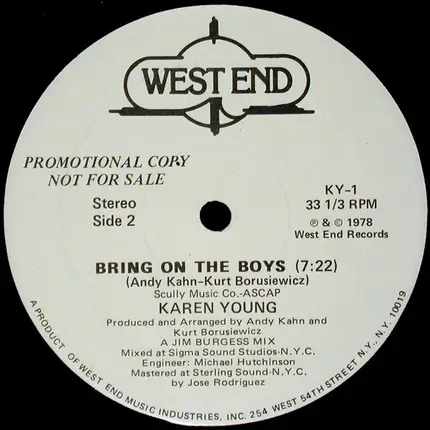 WEST END
PROMOTIONAL COPY
NOT FOR SALE
Stereo
Side 2
KY-1
33 1/3 RPM
℗ & © 1978
West End Records
BRING ON THE BOYS (7:22)
(Andy Kahn-Kurt Borusiewicz)
Scully Music Co.-ASCAP
KAREN YOUNG
Produced and Arranged by Andy Kahn and
Kurt Borusiewicz
A JIM BURGESS MIX
Mixed at Sigma Sound Studios-N.Y.C.
Engineer: Michael Hutchinson
Mastered at Sterling Sound-N.Y.C.
by Jose Rodriguez
A PRODUCT OF WEST END MUSIC INDUSTRIES, INC. 254 WEST 54TH STREET N.Y., N.Y. 10019